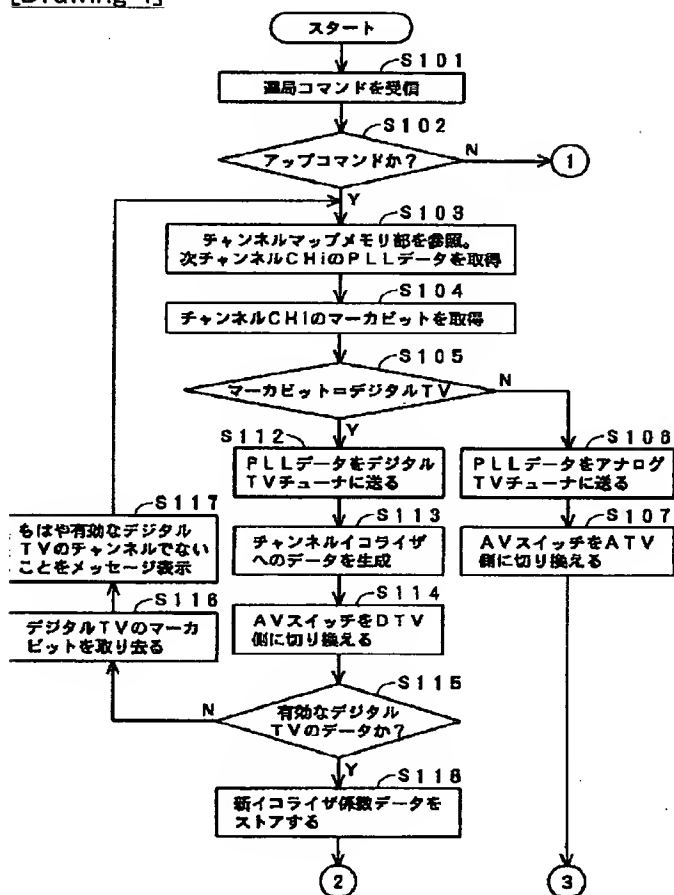 [Drawing 4]
スタート
S101
選局コマンドを受信
S102
アップコマンドか?
N
1
Y
S103
チャンネルマップメモリ部を参照。
次チャンネルCHiのPLLデータを取得
S104
チャンネルCHiのマーカビットを取得
S105
マーカビット=デジタルTV
N
Y
S112
PLLデータをデジタル
TVチューナに送る
S106
PLLデータをアナログ
TVチューナに送る
S117
もはや有効なデジタル
TVのチャンネルでない
ことをメッセージ表示
S113
チャンネルイコライザ
へのデータを生成
S107
AVスイッチをATV
側に切り換える
S116
デジタルTVのマーカ
ビットを取り去る
S114
AVスイッチをDTV
側に切り換える
S115
有効なデジタル
TVのデータか?
N
Y
S118
新イコライザ係数データを
ストアする
2
3